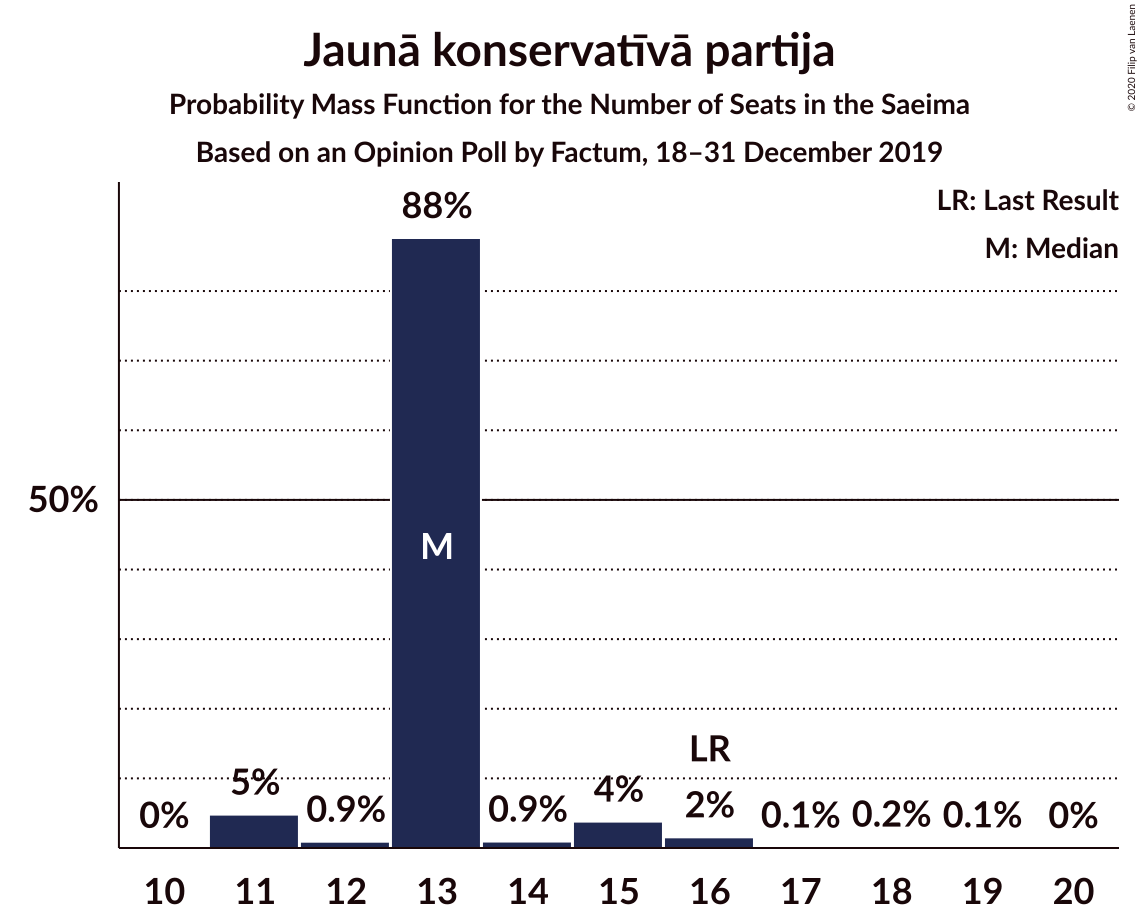 Jaunā konservatīvā partija
Probability Mass Function for the Number of Seats in the Saeima
Based on an Opinion Poll by Factum, 18–31 December 2019
© 2020 Filip van Laenen
LR: Last Result
M: Median
88%
50%
M
LR
0%
5%
0.9%
0.9%
4%
2%
0.1%
0.2%
0.1%
0%
10 11 12 13 14 15 16 17 18 19 20